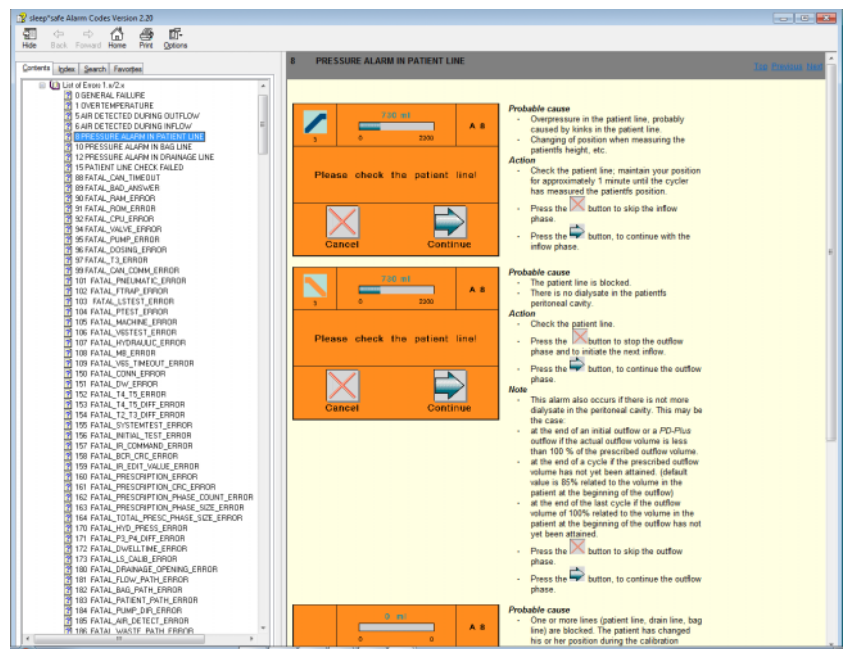 sleep*safe Alarm Codes Version 2.20
Hide Back Forward Home Print Options
Contents Index Search Favorites
List of Errors 1.x/2.x
0 GENERAL FAILURE
1 OVERTEMPERATURE
5 AIR DETECTED DURING OUTFLOW
6 AIR DETECTED DURING INFLOW
8 PRESSURE ALARM IN PATIENT LINE
10 PRESSURE ALARM IN BAG LINE
12 PRESSURE ALARM IN DRAINAGE LINE
15 PATIENT LINE CHECK FAILED
88 FATAL_CAN_TIMEOUT
89 FATAL_BAD_ANSWER
90 FATAL_RAM_ERROR
91 FATAL_ROM_ERROR
92 FATAL_CPU_ERROR
94 FATAL_VALVE_ERROR
95 FATAL_PUMP_ERROR
96 FATAL_DOSING_ERROR
97 FATAL_T3_ERROR
99 FATAL_CAN_COMM_ERROR
101 FATAL_PNEUMATIC_ERROR
102 FATAL_FTRAP_ERROR
103 FATAL_LSTEST_ERROR
104 FATAL_PTEST_ERROR
105 FATAL_MACHINE_ERROR
106 FATAL_VGSTEST_ERROR
107 FATAL_HYDRAULIC_ERROR
108 FATAL_MB_ERROR
109 FATAL_VGS_TIMEOUT_ERROR
150 FATAL_CONN_ERROR
151 FATAL_DW_ERROR
152 FATAL_T4_T5_ERROR
153 FATAL_T4_T5_DIFF_ERROR
154 FATAL_T2_T3_DIFF_ERROR
155 FATAL_SYSTEMTEST_ERROR
156 FATAL_INITIAL_TEST_ERROR
157 FATAL_IR_COMMAND_ERROR
158 FATAL_BCR_CRC_ERROR
159 FATAL_IR_EDIT_VALUE_ERROR
160 FATAL_PRESCRIPTION_ERROR
161 FATAL_PRESCRIPTION_CRC_ERROR
162 FATAL_PRESCRIPTION_PHASE_COUNT_ERROR
163 FATAL_PRESCRIPTION_PHASE_SIZE_ERROR
164 FATAL_TOTAL_PRESC_PHASE_SIZE_ERROR
170 FATAL_HYD_PRESS_ERROR
171 FATAL_P3_P4_DIFF_ERROR
172 FATAL_DWELLTIME_ERROR
173 FATAL_LS_CALIB_ERROR
180 FATAL_DRAINAGE_OPENING_ERROR
181 FATAL_FLOW_PATH_ERROR
182 FATAL_BAG_PATH_ERROR
183 FATAL_PATIENT_PATH_ERROR
184 FATAL_PUMP_DIR_ERROR
185 FATAL_AIR_DETECT_ERROR
186 FATAL_WASTE_PATH_ERROR
8 PRESSURE ALARM IN PATIENT LINE
Top Previous Next
730 ml
A 8
3 0 2300
Please check the patient line!
Cancel Continue
Probable cause
- Overpressure in the patient line, probably
caused by kinks in the patient line.
- Changing of position when measuring the
patientfs height, etc.
Action
- Check the patient line; maintain your position
for approximately 1 minute until the cycler
has measured the patientfs position.
- Press the button to skip the inflow
phase.
- Press the button, to continue with the
inflow phase.
730 ml
A 8
3 0 2300
Please check the patient line!
Cancel Continue
Probable cause
- The patient line is blocked.
- There is no dialysate in the patientfs
peritoneal cavity.
Action
- Check the patient line.
- Press the button to stop the outflow
phase and to initiate the next inflow.
- Press the button, to continue the outflow
phase.
Note
- This alarm also occurs if there is not more
dialysate in the peritoneal cavity. This may be
the case:
- at the end of an initial outflow or a PD-Plus
outflow if the actual outflow volume is less
than 100 % of the prescribed outflow volume.
- at the end of a cycle if the prescribed outflow
volume has not yet been attained. (default
value is 85% related to the volume in the
patient at the beginning of the outflow)
- at the end of the last cycle if the outflow
volume of 100% related to the volume in the
patient at the beginning of the outflow has not
yet been attained.
- Press the button to skip the outflow
phase.
- Press the button, to continue the outflow
phase.
0 ml
A 8
0 0
Probable cause
- One or more lines (patient line, drain line, bag
line) are blocked. The patient has changed
his or her position during the calibration